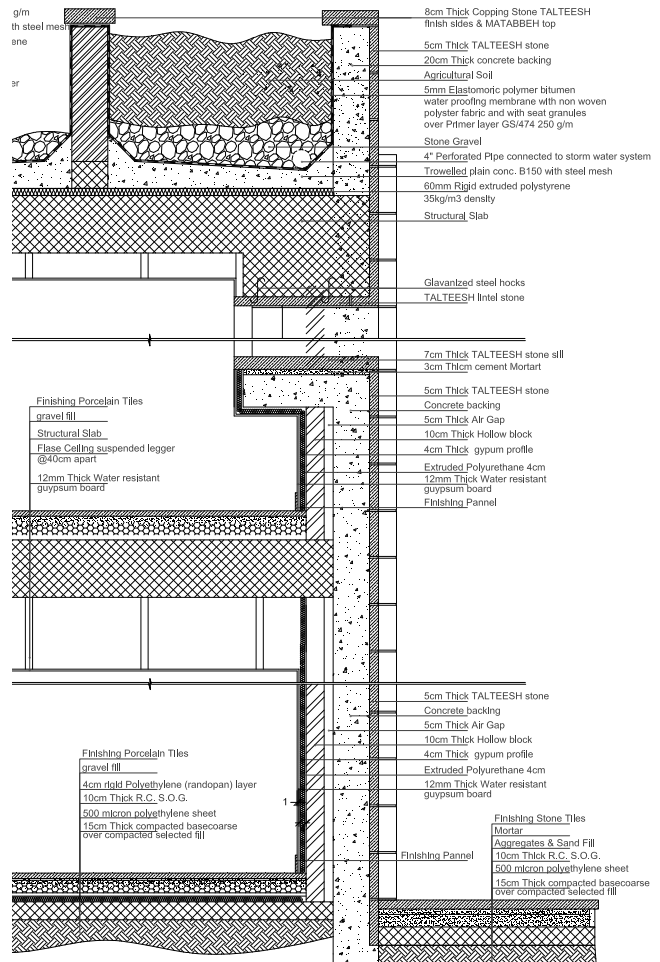 g/m
th steel mesh
ene
er
8cm Thick Copping Stone TALTEESH
finish sides & MATABBEH top
5cm Thick TALTEESH stone
20cm Thick concrete backing
Agricultural Soil
5mm Elastomoric polymer bitumen
water proofing membrane with non woven
polyster fabric and with seat granules
over Primer layer GS/474 250 g/m
Stone Gravel
4" Perforated Pipe connected to storm water system
Trowelled plain conc. B150 with steel mesh
60mm Rigid extruded polystyrene
35kg/m3 density
Structural Slab
Glavanized steel hocks
TALTEESH lintel stone
7cm Thick TALTEESH stone sill
3cm Thicm cement Mortart
5cm Thick TALTEESH stone
Concrete backing
5cm Thick Air Gap
10cm Thick Hollow block
4cm Thick gypum profile
Extruded Polyurethane 4cm
12mm Thick Water resistant
guypsum board
Finishing Pannel
Finishing Porcelain Tiles
gravel fill
Structural Slab
Flase Ceiling suspended legger
@40cm apart
12mm Thick Water resistant
guypsum board
5cm Thick TALTEESH stone
Concrete backing
5cm Thick Air Gap
10cm Thick Hollow block
4cm Thick gypum profile
Extruded Polyurethane 4cm
12mm Thick Water resistant
guypsum board
Finishing Pannel
Finishing Porcelain Tiles
gravel fill
4cm rigid Polyethylene (randopan) layer
10cm Thick R.C. S.O.G.
500 micron polyethylene sheet
15cm Thick compacted basecoarse
over compacted selected fill
1
Finishing Stone Tiles
Mortar
Aggregates & Sand Fill
10cm Thick R.C. S.O.G.
500 micron polyethylene sheet
15cm Thick compacted basecoarse
over compacted selected fill